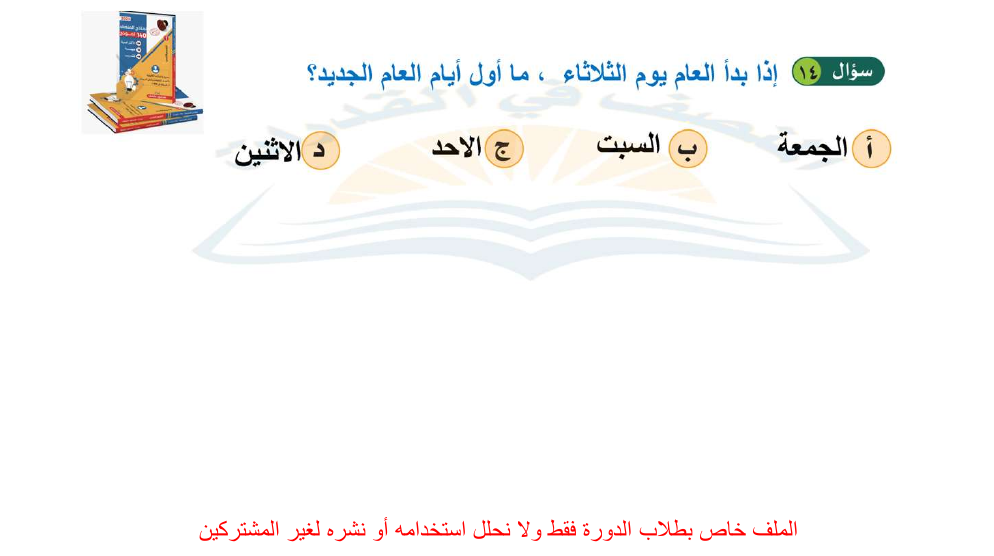 سؤال ١٤ إذا بدأ العام يوم الثلاثاء ، ما أول أيام العام الجديد؟
أ الجمعة ب السبت ج الاحد د الاثنين
الملف خاص بطلاب الدورة فقط ولا نحلل استخدامه أو نشره لغير المشتركين